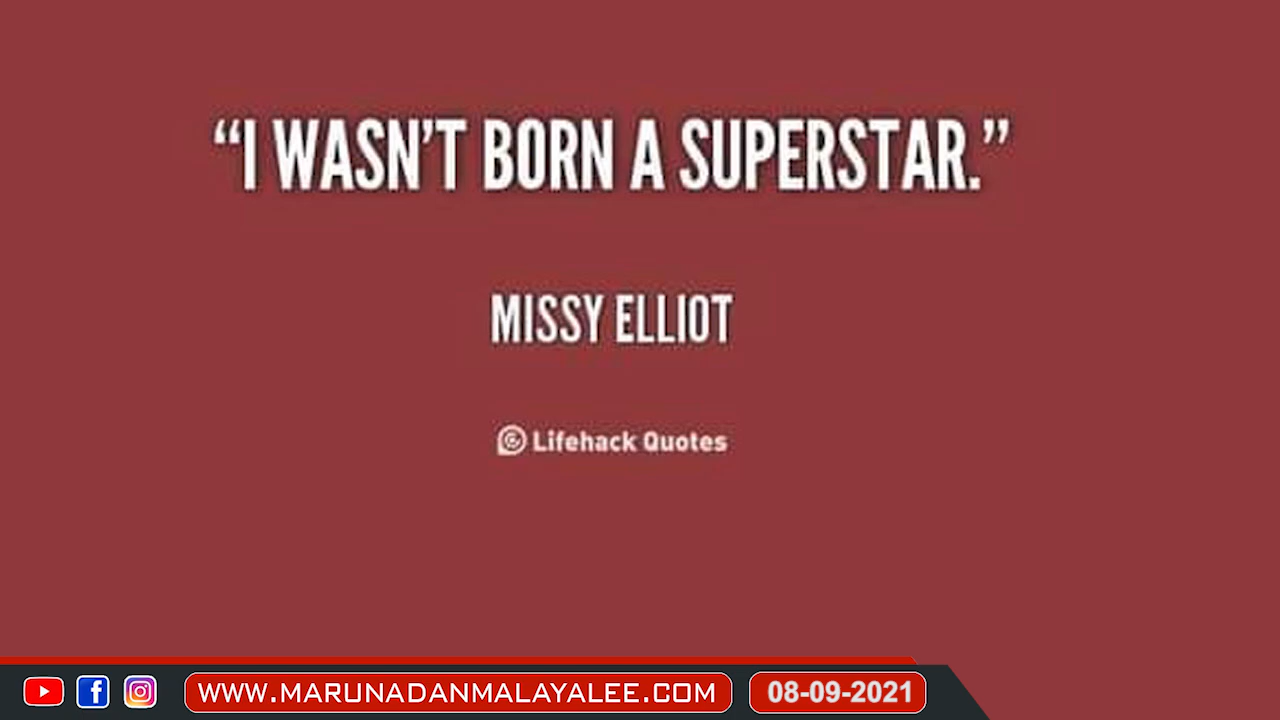 “I WASN’T BORN A SUPERSTAR.”
MISSY ELLIOT
Lifehack Quotes
WWW.MARUNADANMALAYALEE.COM 08-09-2021